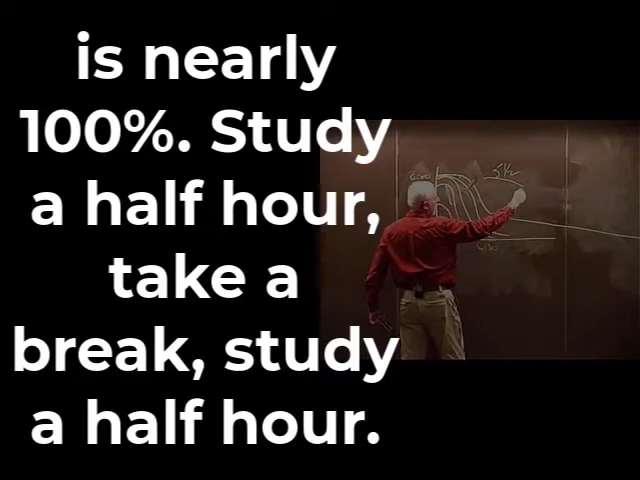 is nearly
100%. Study
a half hour,
take a
break, study
a half hour.